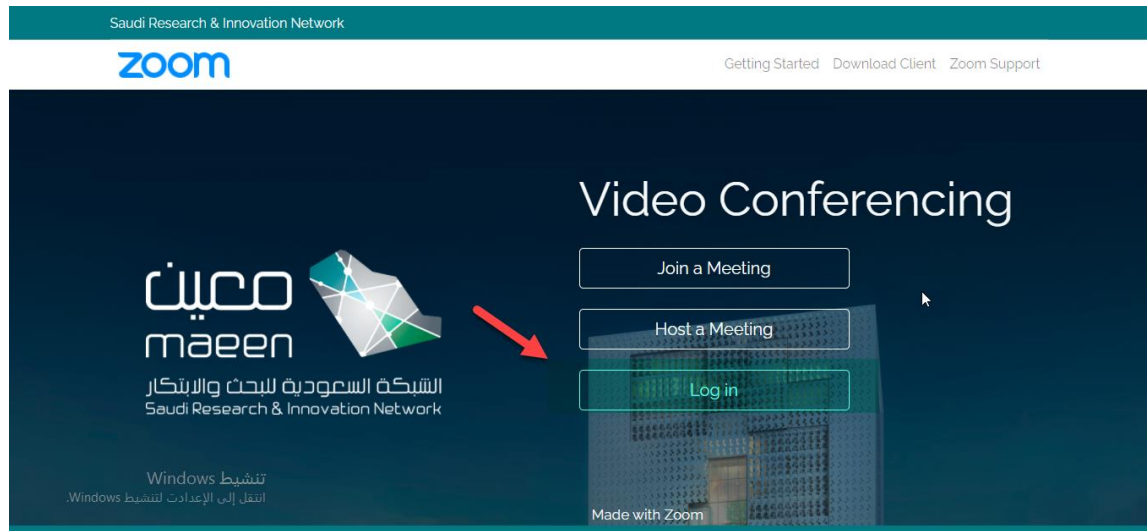 Saudi Research & Innovation Network
zoom
Getting Started Download Client Zoom Support
Video Conferencing
Join a Meeting
Host a Meeting
Log in
معين
maeen
الشبكة السعودية للبحث والابتكار
Saudi Research & Innovation Network
تنشيط Windows
انتقل إلى الإعدادت لتنشيط Windows.
Made with Zoom